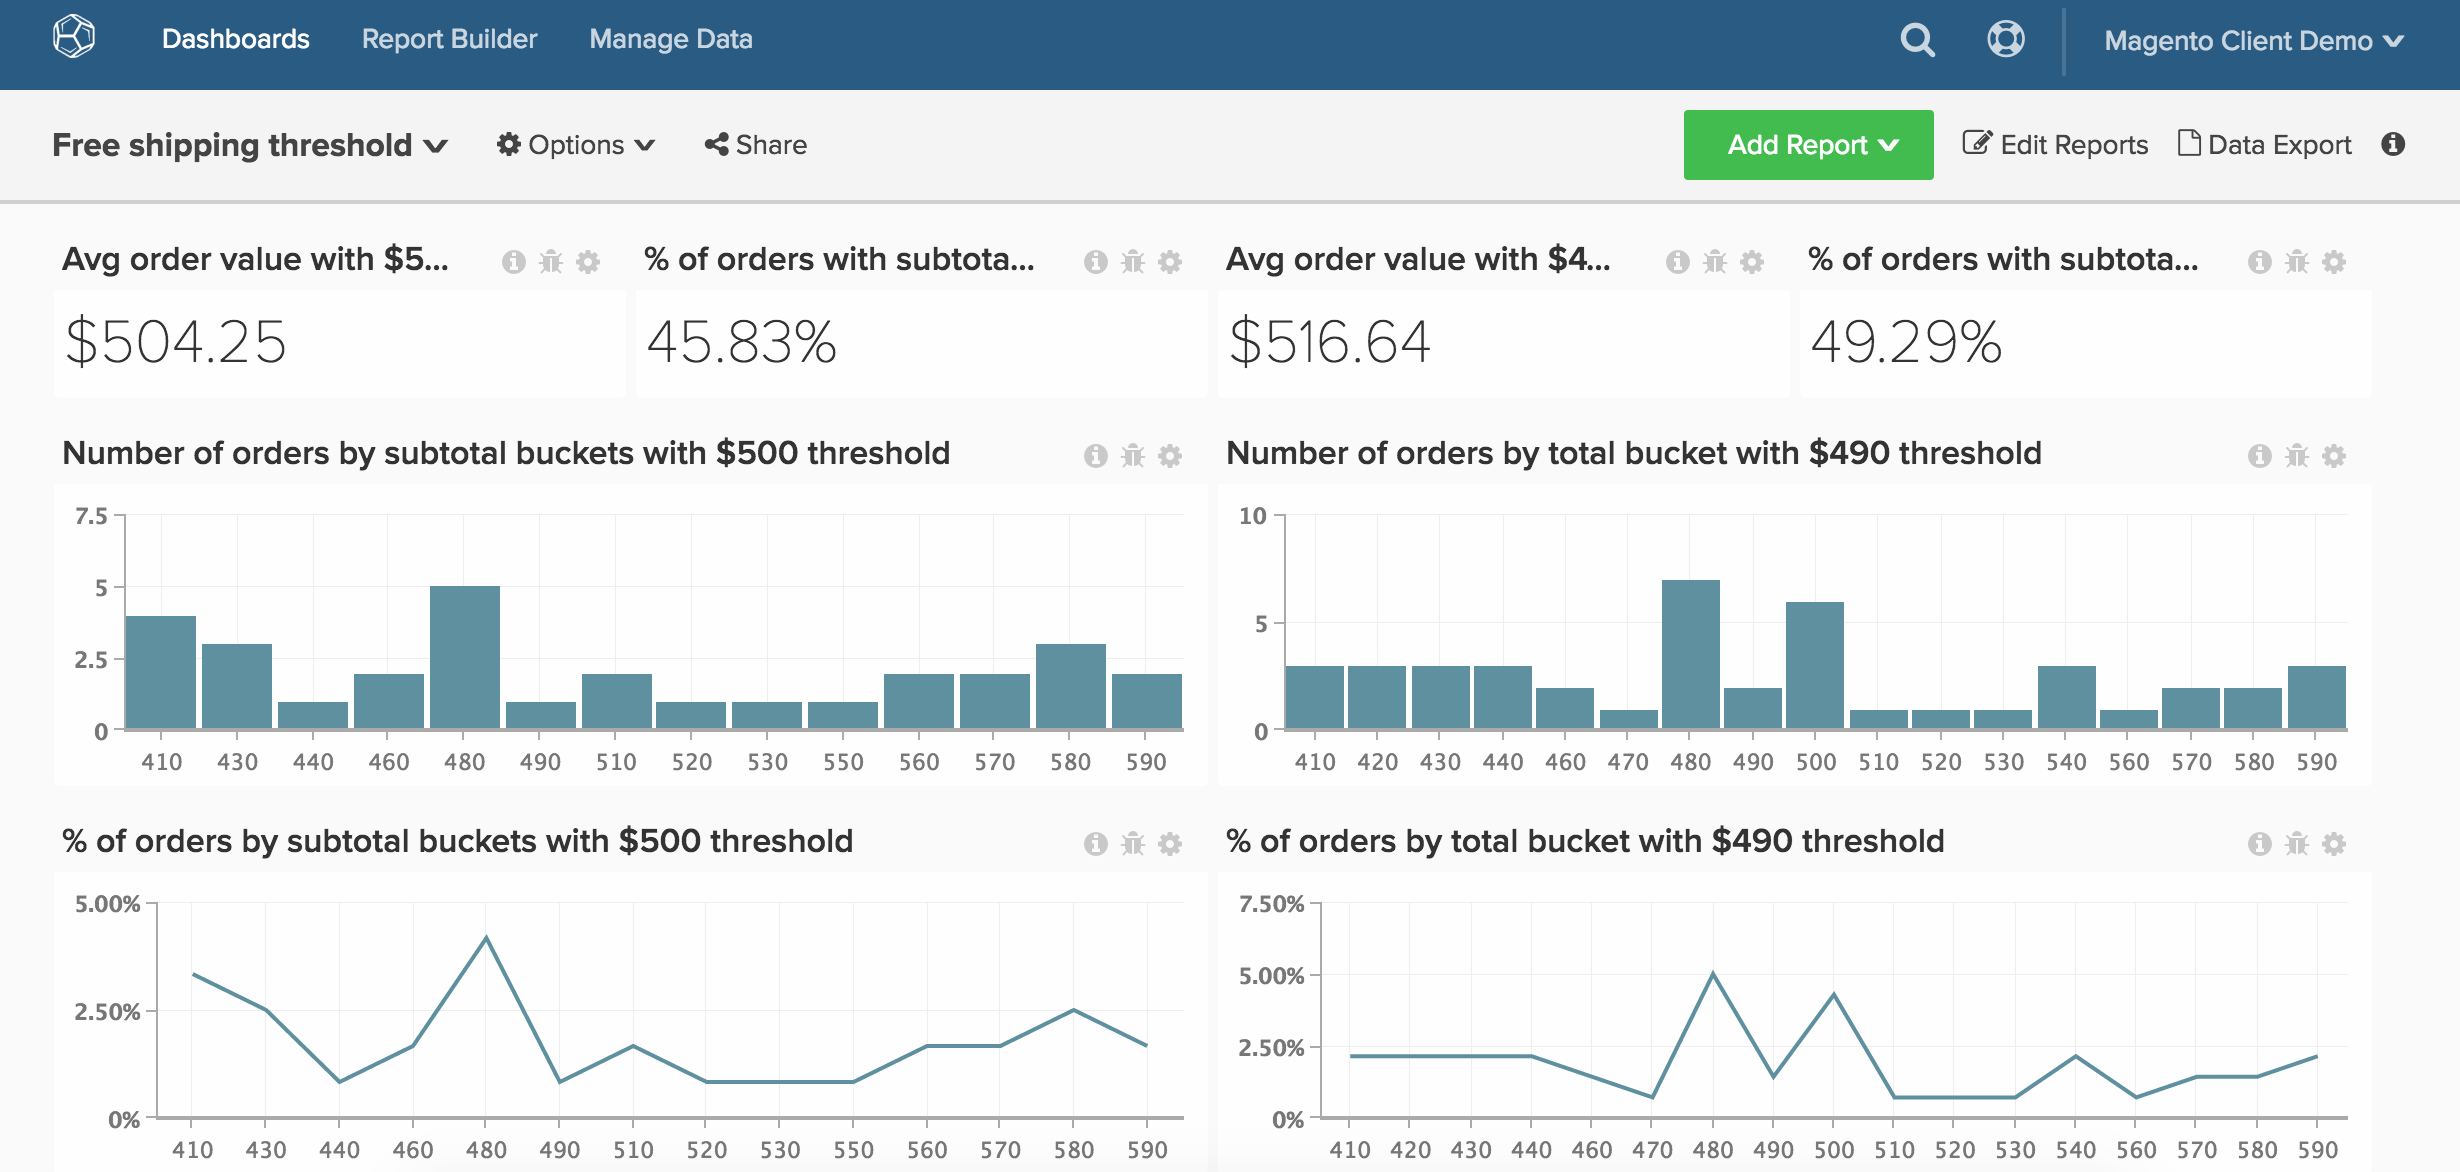 Dashboards Report Builder Manage Data Magento Client Demo
Free shipping threshold Options Share Add Report Edit Reports Data Export
Avg order value with $5... % of orders with subtota... Avg order value with $4... % of orders with subtota...
$504.25 45.83% $516.64 49.29%
Number of orders by subtotal buckets with $500 threshold
7.5
5
2.5
0
410 430 440 460 480 490 510 520 530 550 560 570 580 590
Number of orders by total bucket with $490 threshold
10
5
0
410 420 430 440 460 470 480 490 500 510 520 530 540 560 570 580 590
% of orders by subtotal buckets with $500 threshold
5.00%
2.50%
0%
410 430 440 460 480 490 510 520 530 550 560 570 580 590
% of orders by total bucket with $490 threshold
7.50%
5.00%
2.50%
0%
410 420 430 440 460 470 480 490 500 510 520 530 540 560 570 580 590